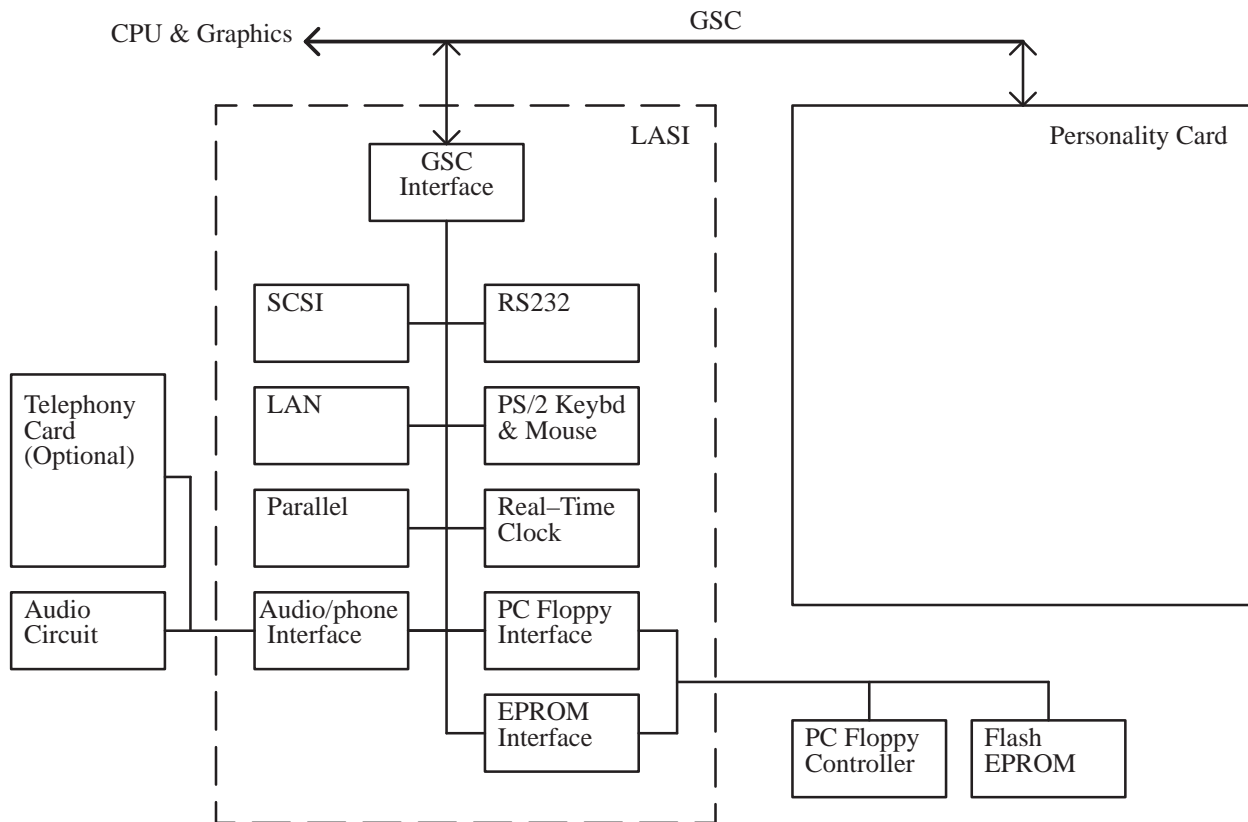 GSC
CPU & Graphics
LASI
Personality Card
GSC
Interface
SCSI
RS232
LAN
PS/2 Keybd
& Mouse
Telephony
Card
(Optional)
Parallel
Real–Time
Clock
Audio
Circuit
Audio/phone
Interface
PC Floppy
Interface
EPROM
Interface
PC Floppy
Controller
Flash
EPROM